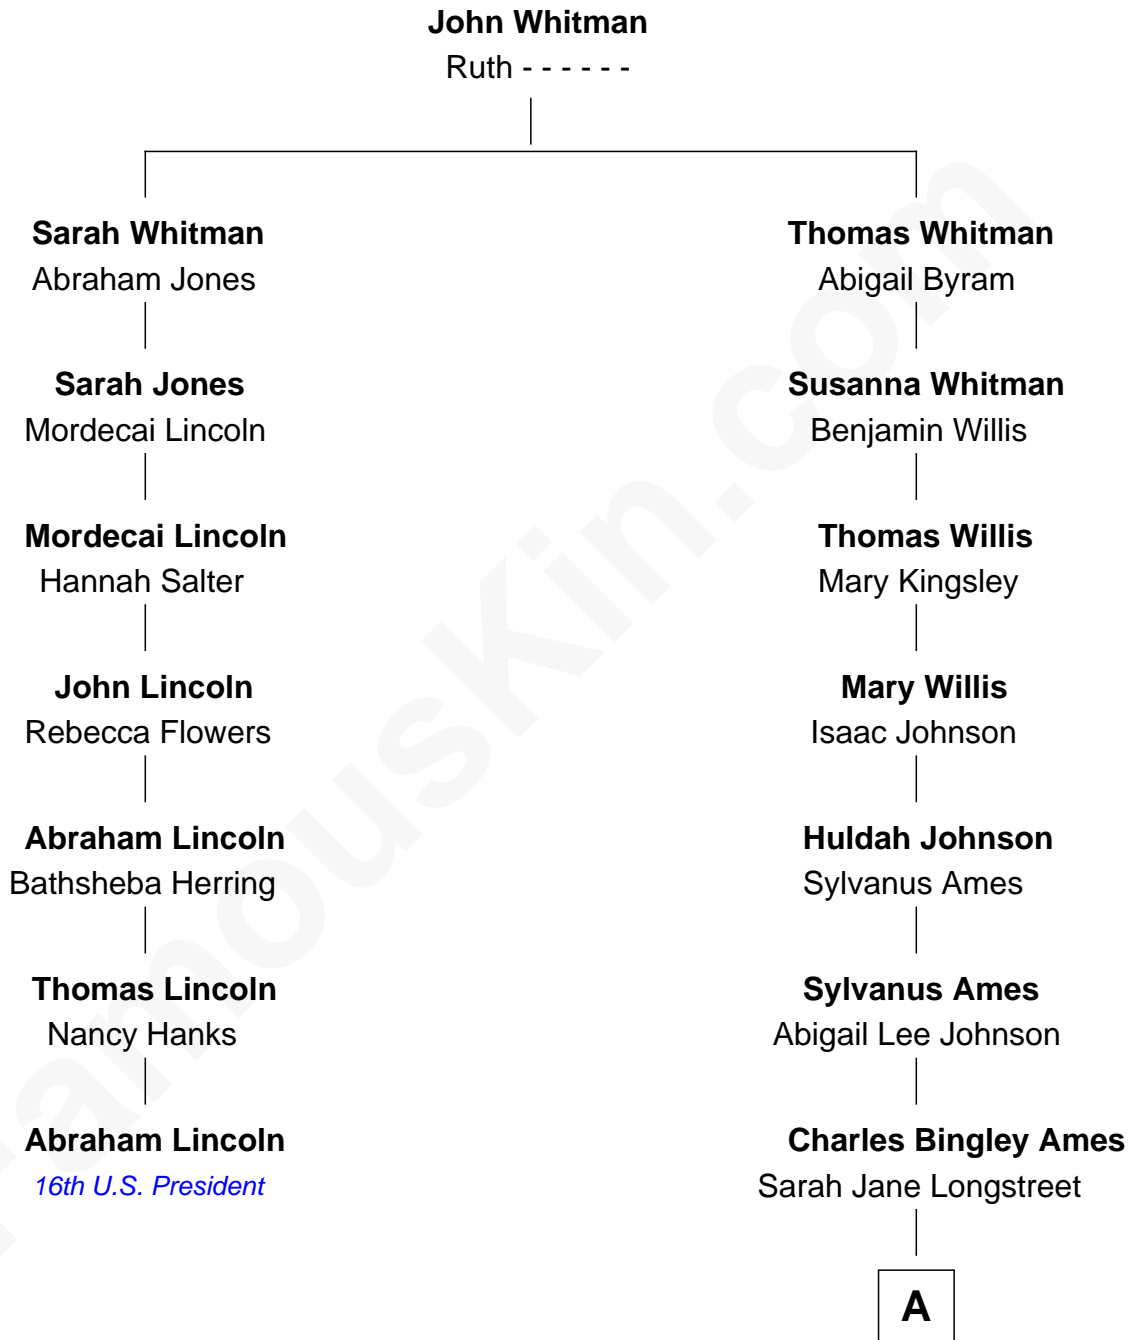 John Whitman
Ruth - - - - - -
Sarah Whitman
Abraham Jones
Thomas Whitman
Abigail Byram
Sarah Jones
Mordecai Lincoln
Susanna Whitman
Benjamin Willis
Mordecai Lincoln
Hannah Salter
Thomas Willis
Mary Kingsley
John Lincoln
Rebecca Flowers
Mary Willis
Isaac Johnson
Abraham Lincoln
Bathsheba Herring
Huldah Johnson
Sylvanus Ames
Thomas Lincoln
Nancy Hanks
Sylvanus Ames
Abigail Lee Johnson
Abraham Lincoln
16th U.S. President
Charles Bingley Ames
Sarah Jane Longstreet
A
FamousKin.com